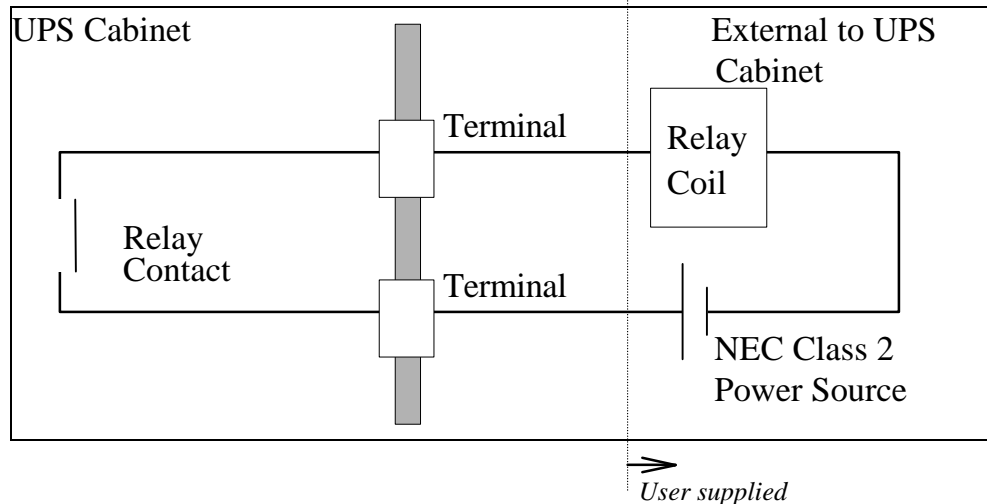 UPS Cabinet
External to UPS
Cabinet
Terminal
Relay
Coil
Relay
Contact
Terminal
NEC Class 2
Power Source
User supplied